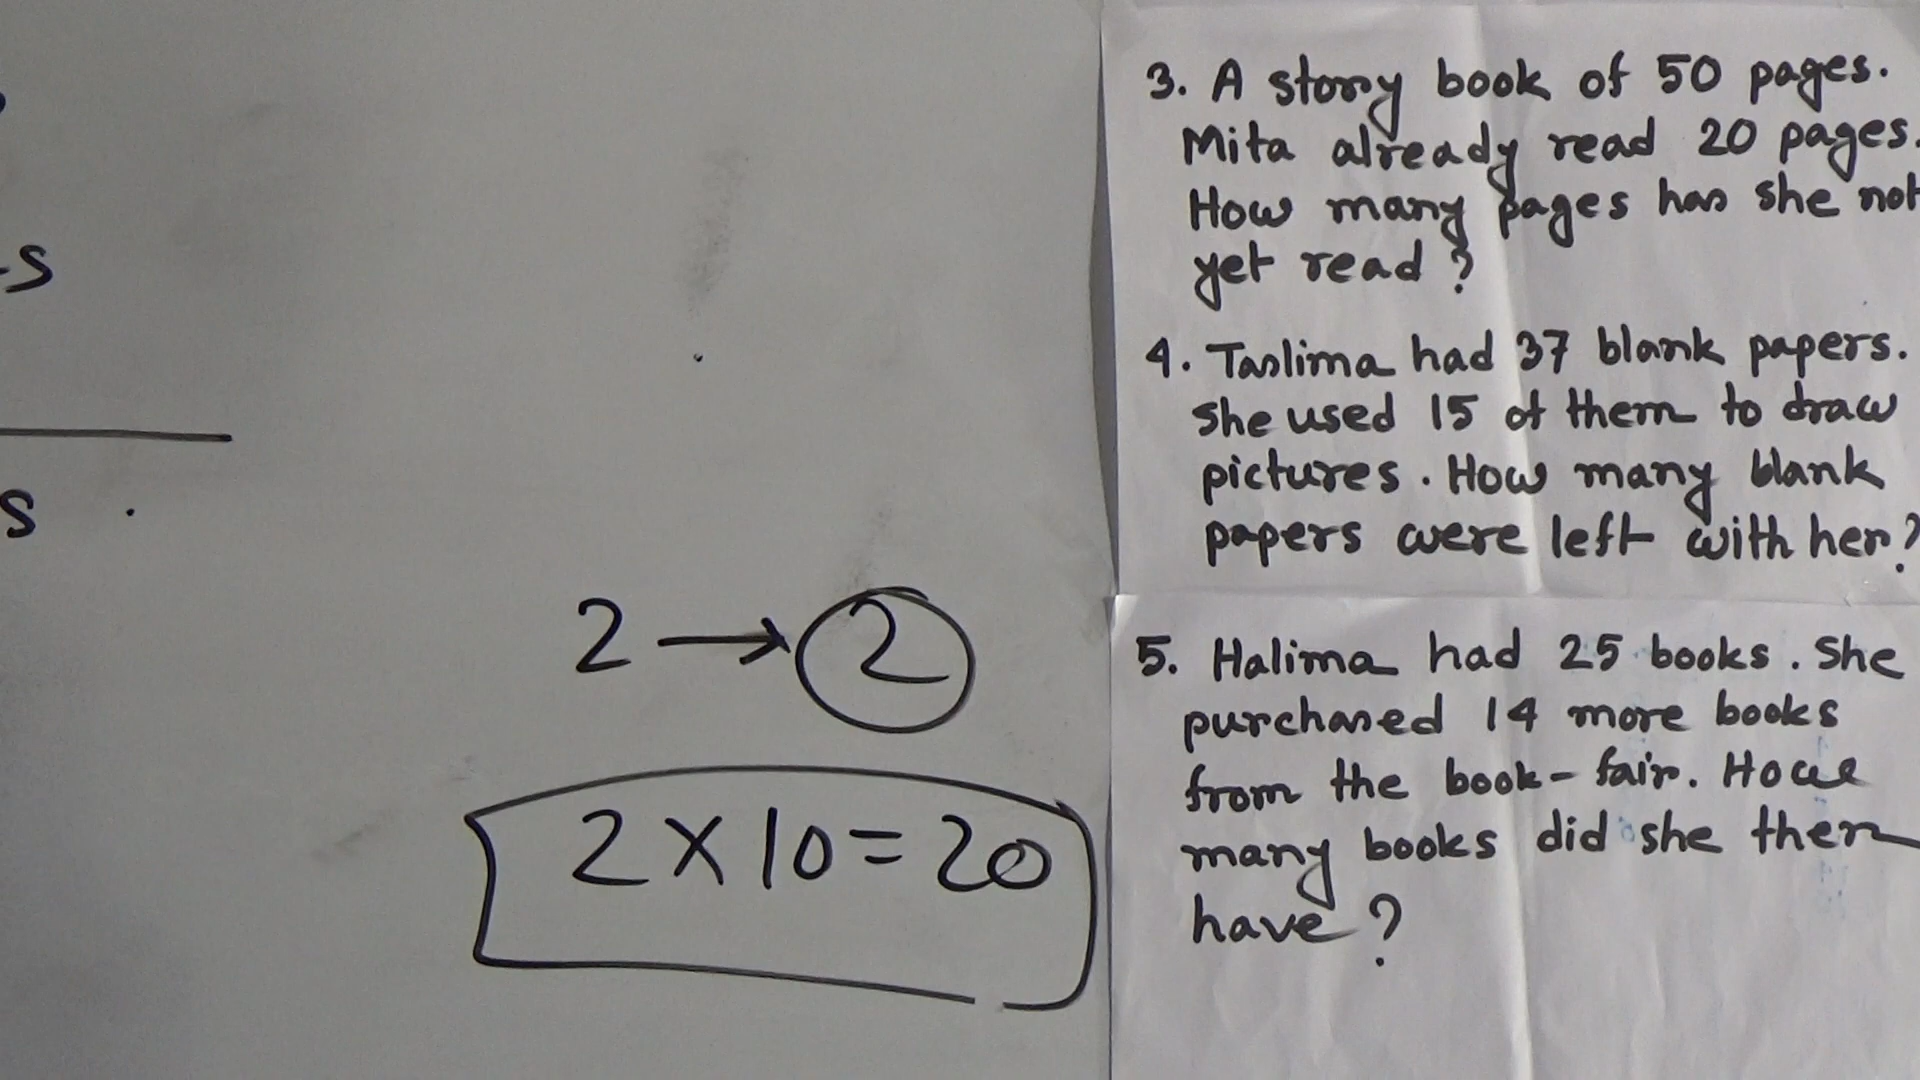 s
s
2 → 2
2 × 10 = 20
3. A story book of 50 pages.
Mita already read 20 pages.
How many pages has she not
yet read?
4. Taslima had 37 blank papers.
She used 15 of them to draw
pictures. How many blank
papers were left with her?
5. Halima had 25 books. She
purchased 14 more books
from the book-fair. How
many books did she then
have?